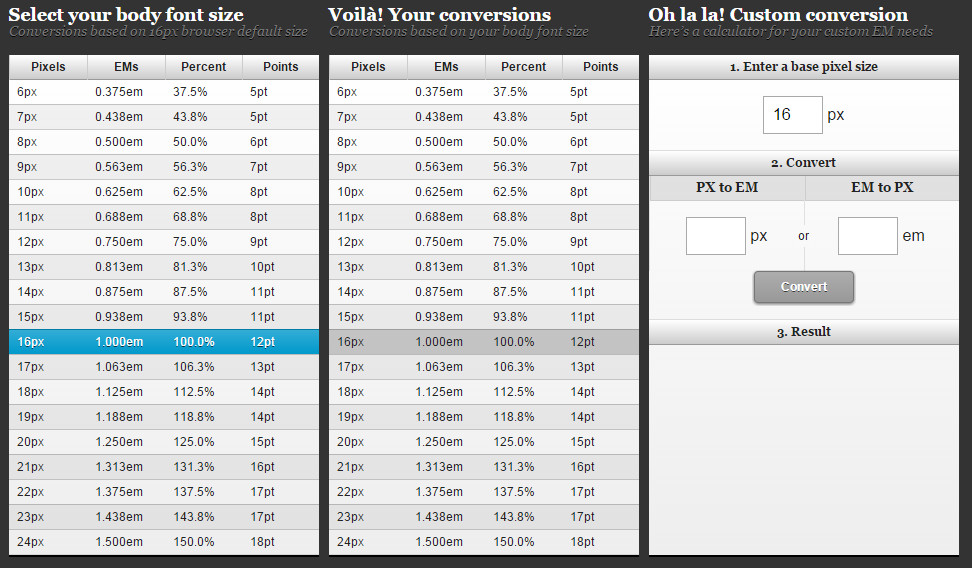 Select your body font size
Conversions based on 16px browser default size
Pixels EMs Percent Points
6px 0.375em 37.5% 5pt
7px 0.438em 43.8% 5pt
8px 0.500em 50.0% 6pt
9px 0.563em 56.3% 7pt
10px 0.625em 62.5% 8pt
11px 0.688em 68.8% 8pt
12px 0.750em 75.0% 9pt
13px 0.813em 81.3% 10pt
14px 0.875em 87.5% 11pt
15px 0.938em 93.8% 11pt
16px 1.000em 100.0% 12pt
17px 1.063em 106.3% 13pt
18px 1.125em 112.5% 14pt
19px 1.188em 118.8% 14pt
20px 1.250em 125.0% 15pt
21px 1.313em 131.3% 16pt
22px 1.375em 137.5% 17pt
23px 1.438em 143.8% 17pt
24px 1.500em 150.0% 18pt
Voilà! Your conversions
Conversions based on your body font size
Pixels EMs Percent Points
6px 0.375em 37.5% 5pt
7px 0.438em 43.8% 5pt
8px 0.500em 50.0% 6pt
9px 0.563em 56.3% 7pt
10px 0.625em 62.5% 8pt
11px 0.688em 68.8% 8pt
12px 0.750em 75.0% 9pt
13px 0.813em 81.3% 10pt
14px 0.875em 87.5% 11pt
15px 0.938em 93.8% 11pt
16px 1.000em 100.0% 12pt
17px 1.063em 106.3% 13pt
18px 1.125em 112.5% 14pt
19px 1.188em 118.8% 14pt
20px 1.250em 125.0% 15pt
21px 1.313em 131.3% 16pt
22px 1.375em 137.5% 17pt
23px 1.438em 143.8% 17pt
24px 1.500em 150.0% 18pt
Oh la la! Custom conversion
Here's a calculator for your custom EM needs
1. Enter a base pixel size
16 px
2. Convert
PX to EM EM to PX
px or em
Convert
3. Result